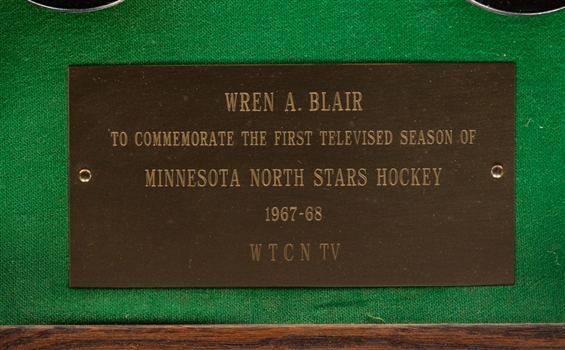 WREN A. BLAIR
TO COMMEMORATE THE FIRST TELEVISED SEASON OF
MINNESOTA NORTH STARS HOCKEY
1967-68
WTCN TV